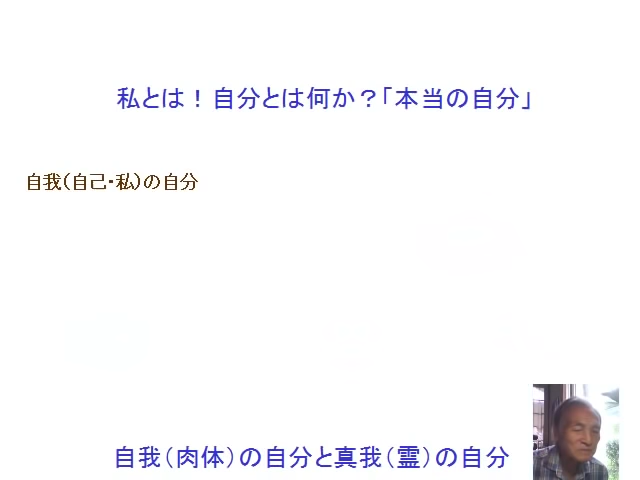 私とは！自分とは何か？「本当の自分」
自我（自己・私）の自分
自我（肉体）の自分と真我（霊）の自分